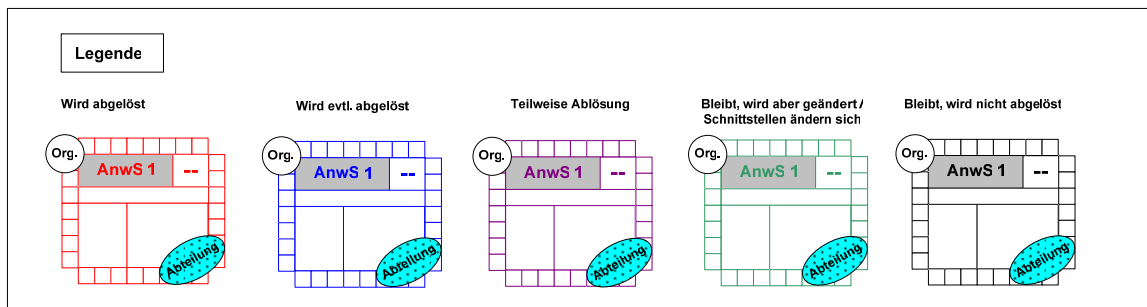 Legende
Wird abgelöst
Wird evtl. abgelöst
Teilweise Ablösung
Bleibt, wird aber geändert /
Schnittstellen ändern sich
Bleibt, wird nicht abgelöst
Org. AnwS 1 --
Abteilung
Org. AnwS 1 --
Abteilung
Org. AnwS 1 --
Abteilung
Org. AnwS 1 --
Abteilung
Org. AnwS 1 --
Abteilung